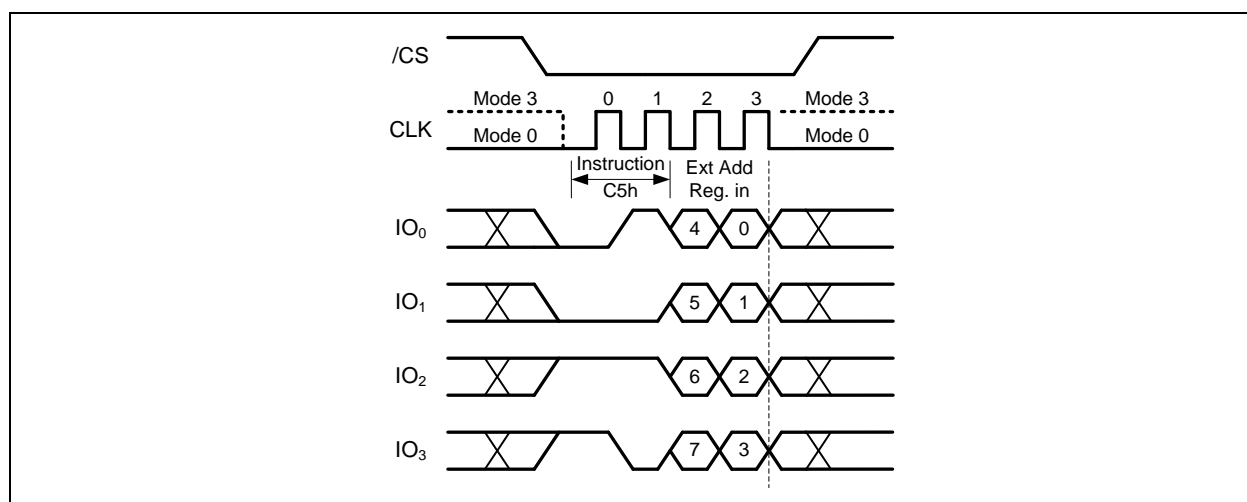 /CS
Mode 3 0 1 2 3 Mode 3
CLK
Mode 0 Mode 0
Instruction Ext Add
C5h Reg. in
IO₀ 4 0
IO₁ 5 1
IO₂ 6 2
IO₃ 7 3